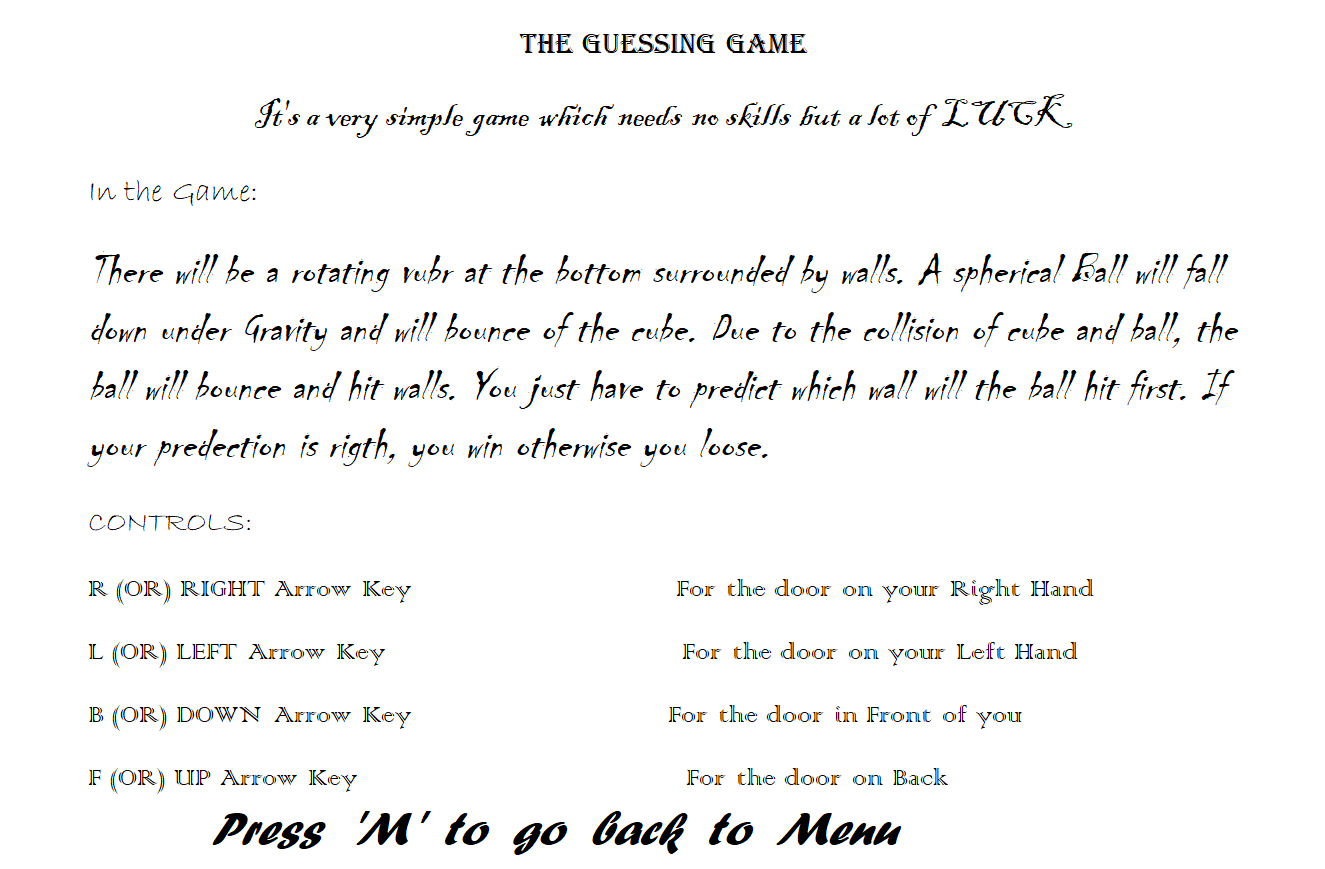 THE GUESSING GAME
It's a very simple game which needs no skills but a lot of LUCK
In the Game:
There will be a rotating vubr at the bottom surrounded by walls. A spherical Ball will fall
down under Gravity and will bounce of the cube. Due to the collision of cube and ball, the
ball will bounce and hit walls. You just have to predict which wall will the ball hit first. If
your predection is rigth, you win otherwise you loose.
CONTROLS:
R (OR) RIGHT Arrow Key For the door on your Right Hand
L (OR) LEFT Arrow Key For the door on your Left Hand
B (OR) DOWN Arrow Key For the door in Front of you
F (OR) UP Arrow Key For the door on Back
Press 'M' to go back to Menu